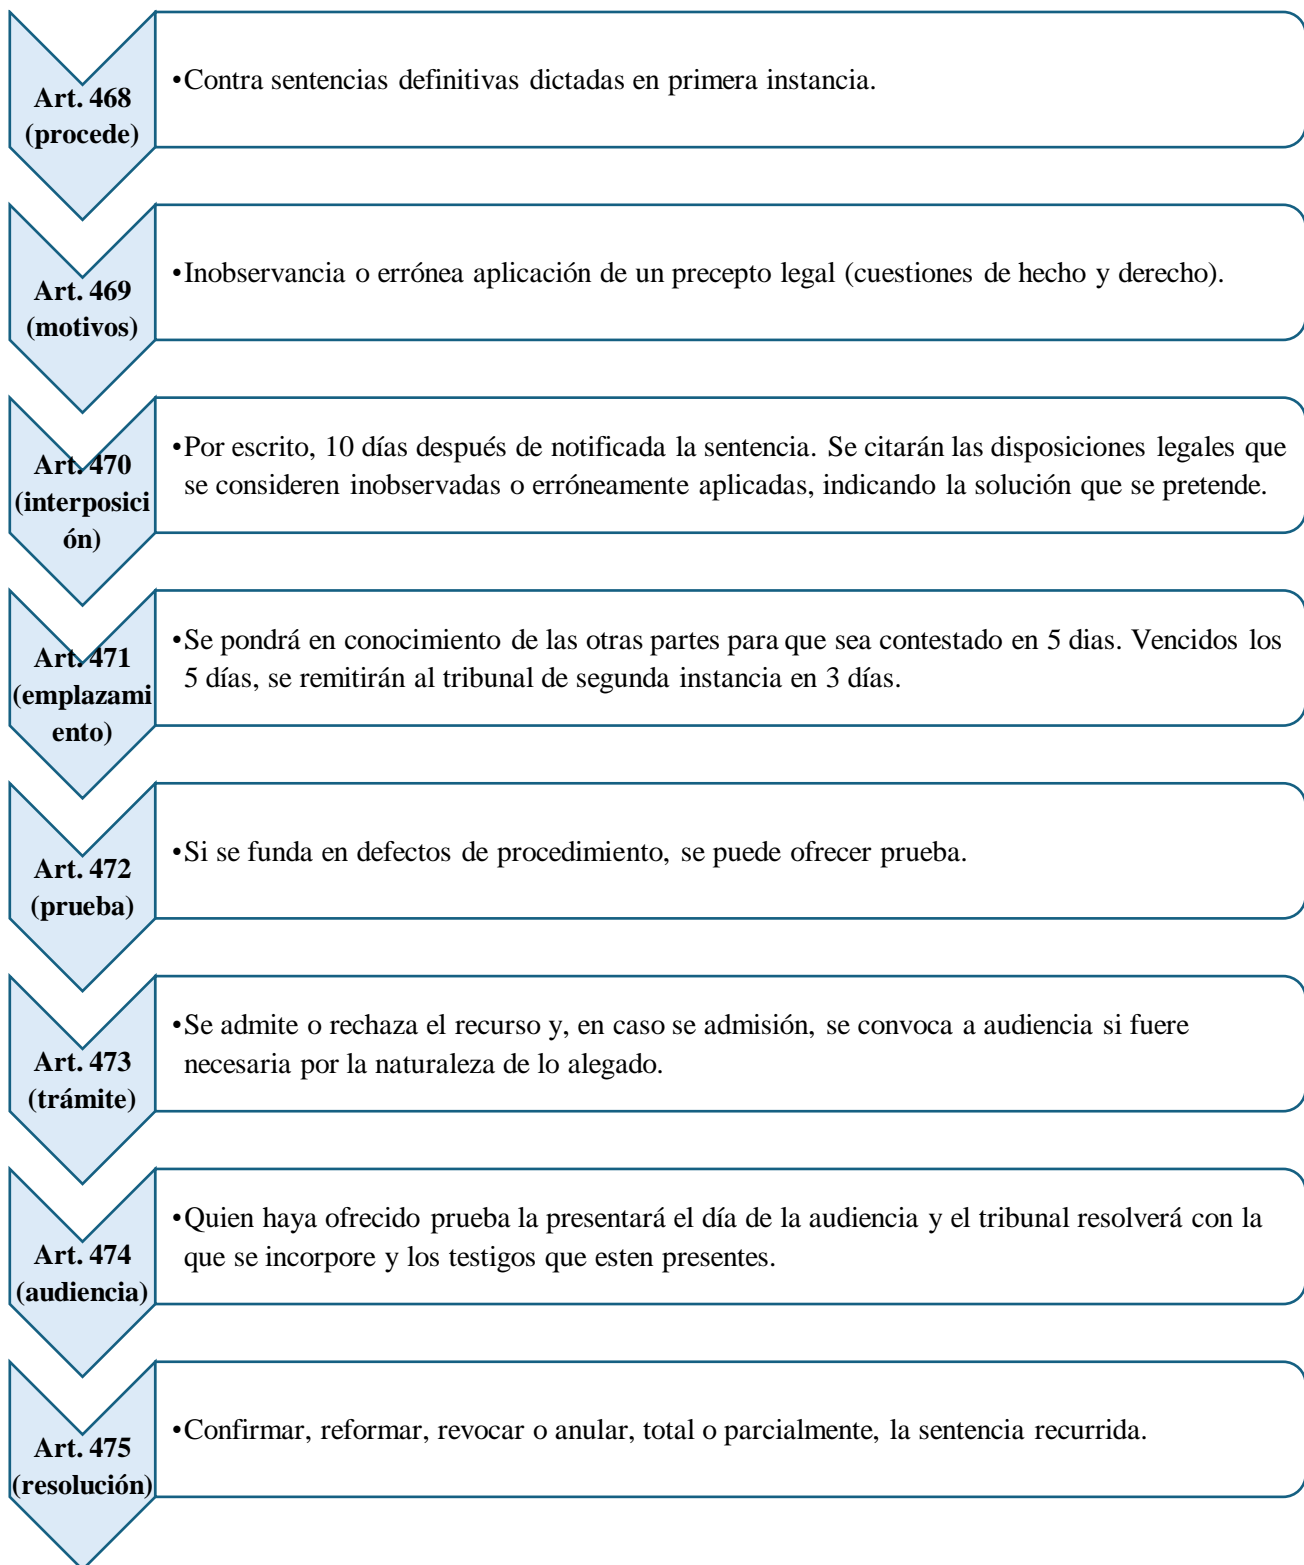 Art. 468
(procede)
•Contra sentencias definitivas dictadas en primera instancia.
Art. 469
(motivos)
•Inobservancia o errónea aplicación de un precepto legal (cuestiones de hecho y derecho).
Art. 470
(interposici
ón)
•Por escrito, 10 días después de notificada la sentencia. Se citarán las disposiciones legales que
se consideren inobservadas o erróneamente aplicadas, indicando la solución que se pretende.
Art. 471
(emplazami
ento)
•Se pondrá en conocimiento de las otras partes para que sea contestado en 5 dias. Vencidos los
5 días, se remitirán al tribunal de segunda instancia en 3 días.
Art. 472
(prueba)
•Si se funda en defectos de procedimiento, se puede ofrecer prueba.
Art. 473
(trámite)
•Se admite o rechaza el recurso y, en caso se admisión, se convoca a audiencia si fuere
necesaria por la naturaleza de lo alegado.
Art. 474
(audiencia)
•Quien haya ofrecido prueba la presentará el día de la audiencia y el tribunal resolverá con la
que se incorpore y los testigos que esten presentes.
Art. 475
(resolución)
•Confirmar, reformar, revocar o anular, total o parcialmente, la sentencia recurrida.